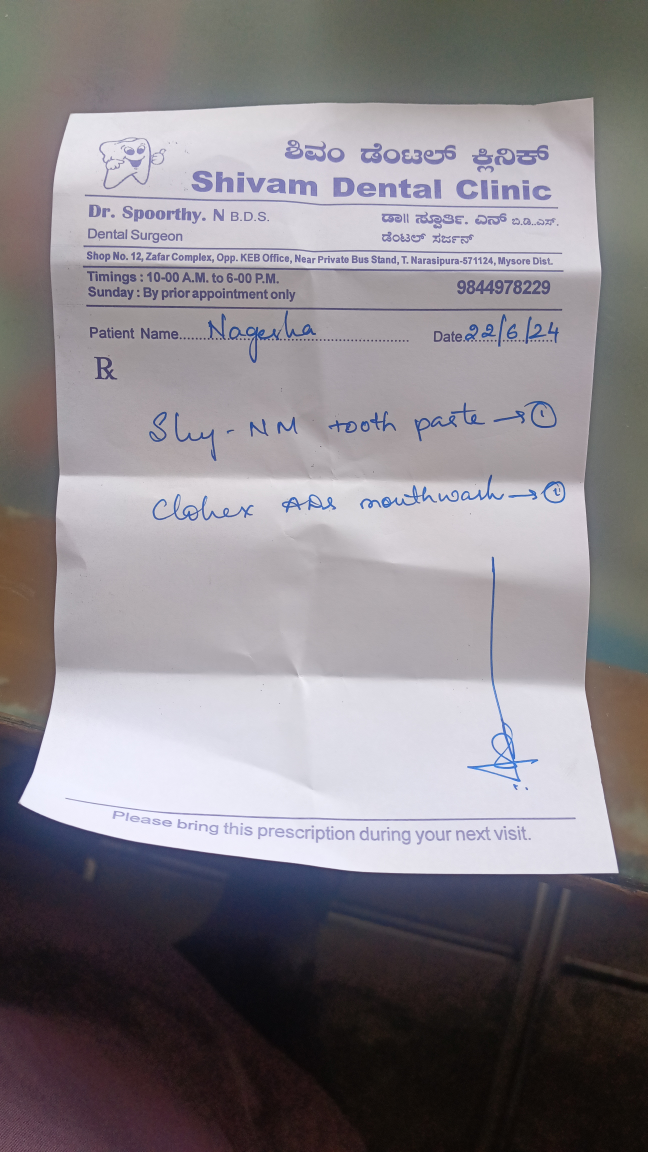 ಶಿವಂ ಡೆಂಟಲ್ ಕ್ಲಿನಿಕ್
Shivam Dental Clinic
Dr. Spoorthy. N B.D.S. ಡಾ|| ಸ್ಪೂರ್ತಿ. ಎನ್ ಬಿ.ಡಿ.ಎಸ್.
Dental Surgeon ಡೆಂಟಲ್ ಸರ್ಜನ್
Shop No. 12, Zafar Complex, Opp. KEB Office, Near Private Bus Stand, T. Narasipura-571124, Mysore Dist.
Timings : 10-00 A.M. to 6-00 P.M.
Sunday : By prior appointment only 9844978229
Patient Name...... Nagesha ...... Date 22/6/24
℞
Shy-NM tooth paste → ①
Clohex ADS mouthwash →
Please bring this prescription during your next visit.